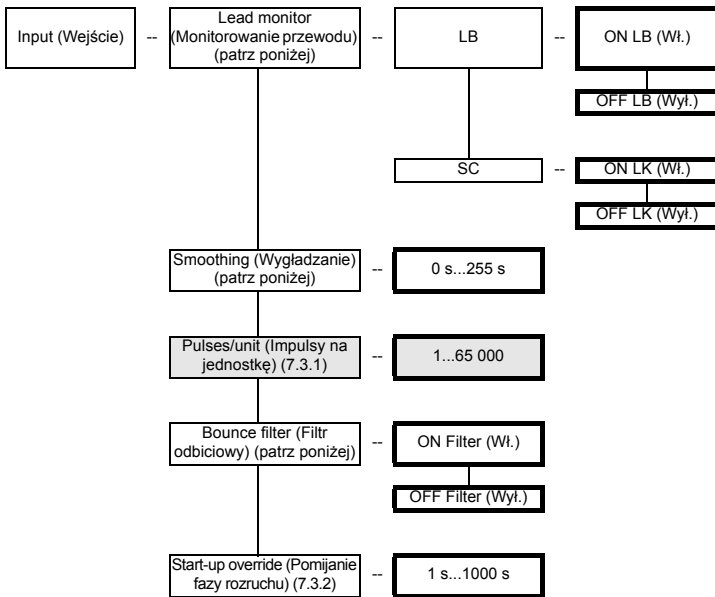 Input (Wejście) -- Lead monitor
(Monitorowanie przewodu)
(patrz poniżej) -- LB -- ON LB (Wł.)
OFF LB (Wył.)
SC -- ON LK (Wł.)
OFF LK (Wył.)
Smoothing (Wygładzanie)
(patrz poniżej) -- 0 s...255 s
Pulses/unit (Impulsy na
jednostkę) (7.3.1) -- 1...65 000
Bounce filter (Filtr
odbiciowy) (patrz poniżej) -- ON Filter (Wł.)
OFF Filter (Wył.)
Start-up override (Pomijanie
fazy rozruchu) (7.3.2) -- 1 s...1000 s